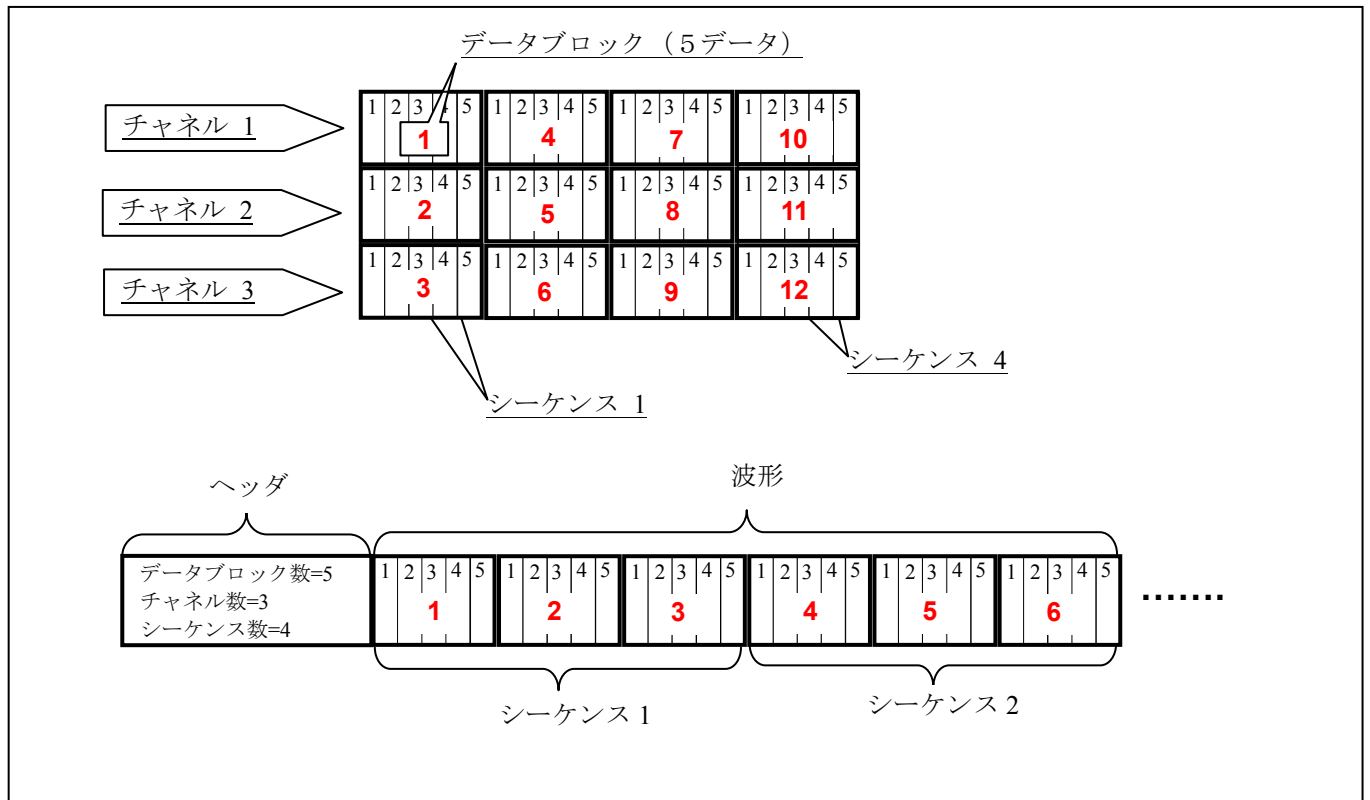 データブロック（５データ）
チャネル 1
1 2 3 4 5 1 2 3 4 5 1 2 3 4 5 1 2 3 4 5
1 4 7 10
チャネル 2
1 2 3 4 5 1 2 3 4 5 1 2 3 4 5 1 2 3 4 5
2 5 8 11
チャネル 3
1 2 3 4 5 1 2 3 4 5 1 2 3 4 5 1 2 3 4 5
3 6 9 12
シーケンス 4
シーケンス 1
ヘッダ
波形
データブロック数=5
チャネル数=3
シーケンス数=4
1 2 3 4 5 1 2 3 4 5 1 2 3 4 5 1 2 3 4 5 1 2 3 4 5 1 2 3 4 5
1 2 3 4 5 6 .......
シーケンス 1
シーケンス 2